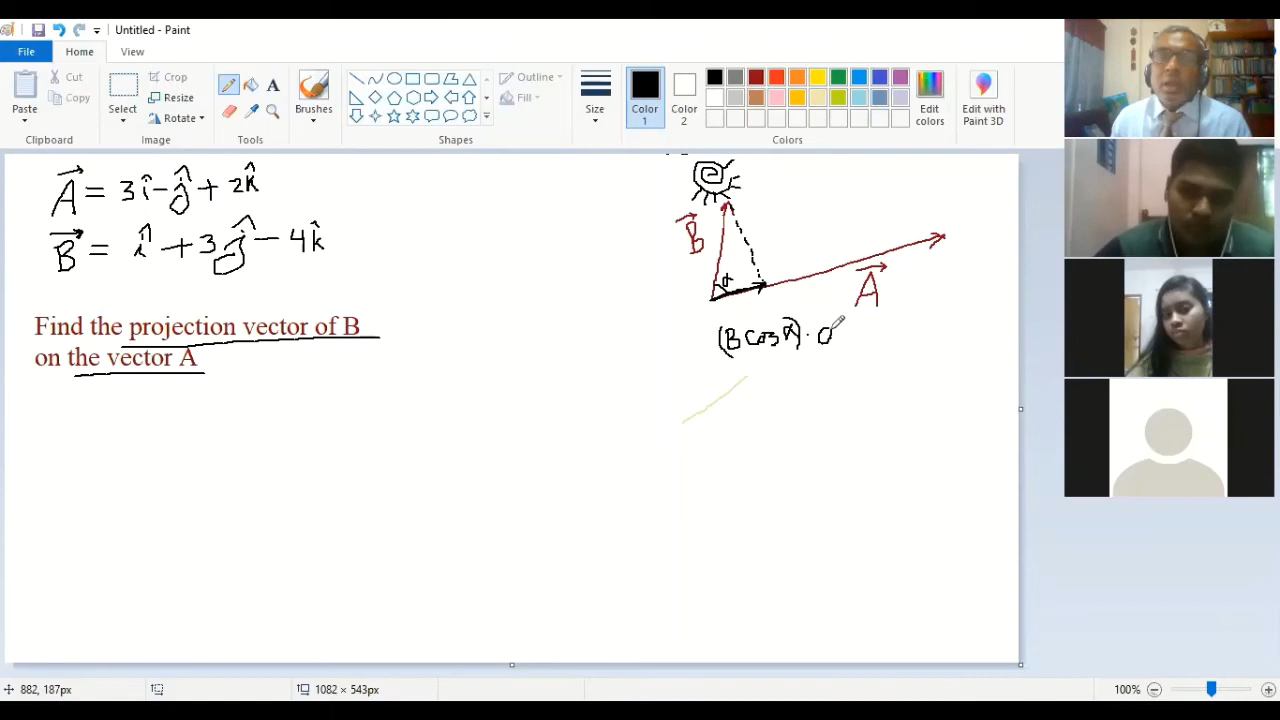 Untitled - Paint
File Home View
Paste
Cut
Copy
Clipboard
Select
Crop
Resize
Rotate
Image
Tools
Brushes
Shapes
Outline
Fill
Size
Color 1
Color 2
Colors
Edit colors
Edit with Paint 3D
A⃗ = 3î - ĵ + 2k̂
B⃗ = î + 3ĵ - 4k̂
Find the projection vector of B
on the vector A
B⃗
α
A⃗
(B cos α) · a
882, 187px
1082 × 543px
100%